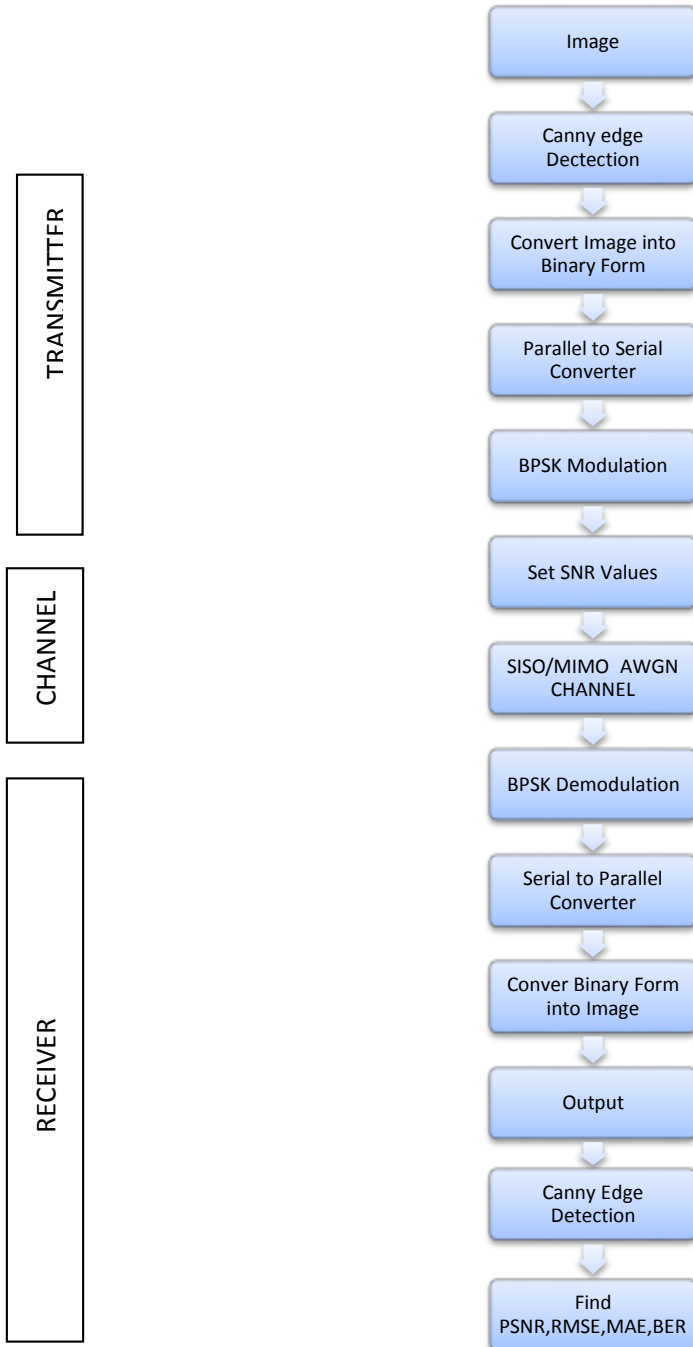 Image
Canny edge
Dectection
Convert Image into
Binary Form
Parallel to Serial
Converter
BPSK Modulation
Set SNR Values
SISO/MIMO AWGN
CHANNEL
BPSK Demodulation
Serial to Parallel
Converter
Conver Binary Form
into Image
Output
Canny Edge
Detection
Find
PSNR,RMSE,MAE,BER
TRANSMITTER
CHANNEL
RECEIVER